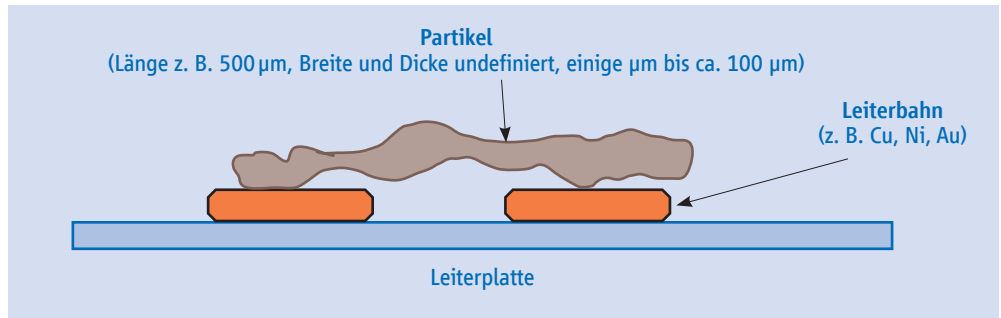 Partikel
(Länge z. B. 500 µm, Breite und Dicke undefiniert, einige µm bis ca. 100 µm)
Leiterbahn
(z. B. Cu, Ni, Au)
Leiterplatte